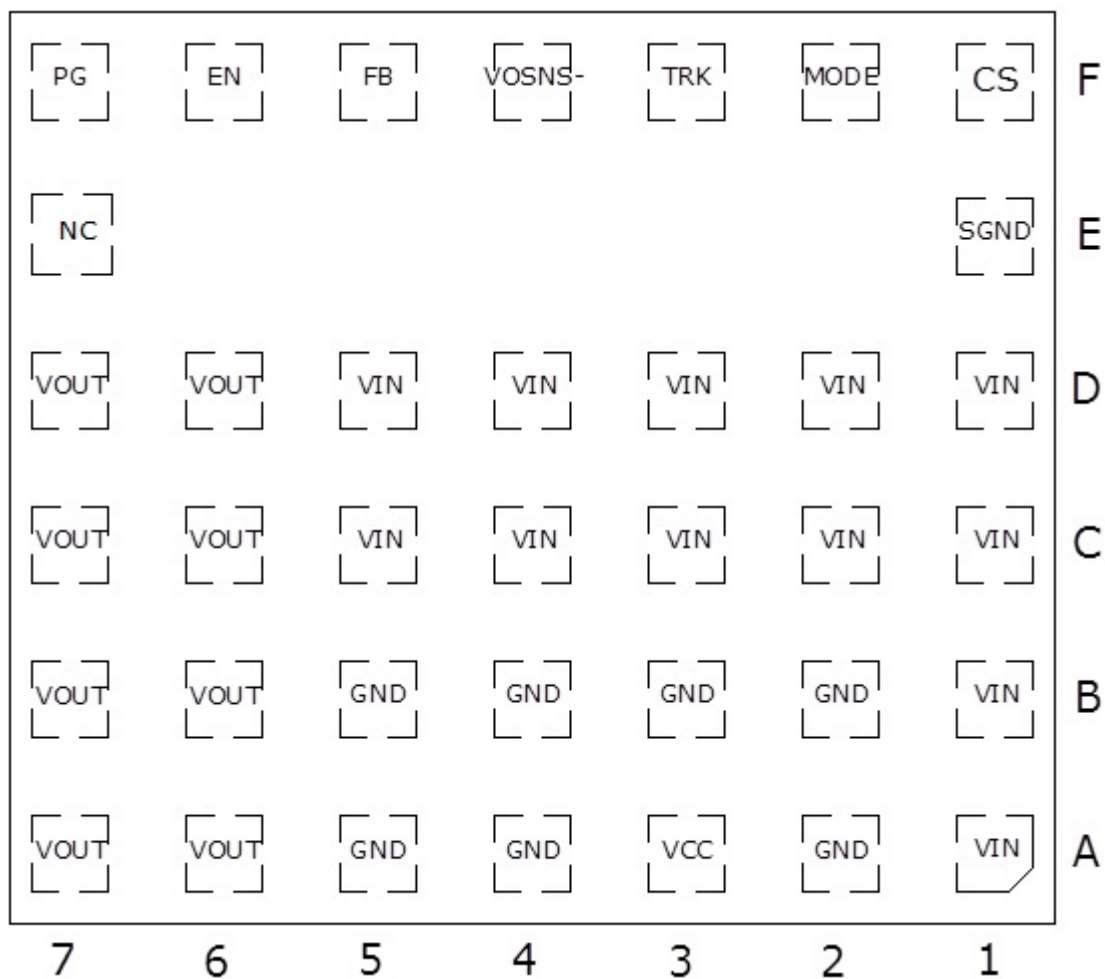 PG EN FB VOSNS- TRK MODE CS F
NC SGND E
VOUT VOUT VIN VIN VIN VIN VIN D
VOUT VOUT VIN VIN VIN VIN VIN C
VOUT VOUT GND GND GND GND VIN B
VOUT VOUT GND GND VCC GND VIN A
7 6 5 4 3 2 1